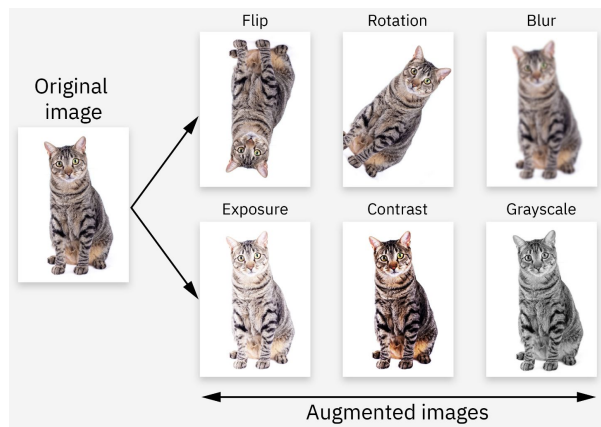 Original
image
Flip
Rotation
Blur
Exposure
Contrast
Grayscale
Augmented images